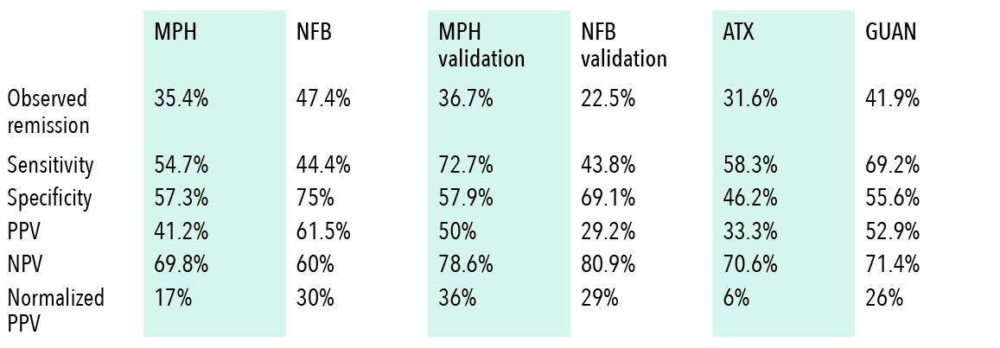 MPH NFB MPH validation NFB validation ATX GUAN
Observed remission 35.4% 47.4% 36.7% 22.5% 31.6% 41.9%
Sensitivity 54.7% 44.4% 72.7% 43.8% 58.3% 69.2%
Specificity 57.3% 75% 57.9% 69.1% 46.2% 55.6%
PPV 41.2% 61.5% 50% 29.2% 33.3% 52.9%
NPV 69.8% 60% 78.6% 80.9% 70.6% 71.4%
Normalized PPV 17% 30% 36% 29% 6% 26%